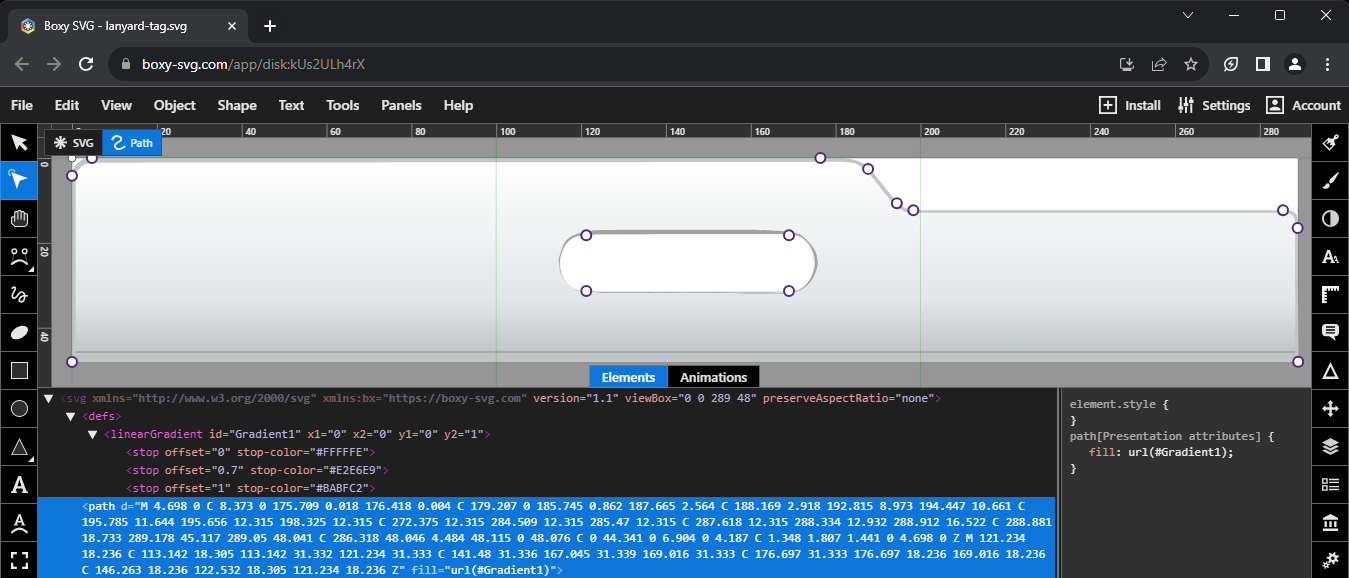 Boxy SVG - lanyard-tag.svg
boxy-svg.com/app/disk:kUs2ULh4rX
File Edit View Object Shape Text Tools Panels Help Install Settings Account
SVG Path
20 40 60 80 100 120 140 160 180 200 220 240 260 280
0
20
40
Elements Animations
<svg xmlns="http://www.w3.org/2000/svg" xmlns:bx="https://boxy-svg.com" version="1.1" viewBox="0 0 289 48" preserveAspectRatio="none">
<defs>
<linearGradient id="Gradient1" x1="0" x2="0" y1="0" y2="1">
<stop offset="0" stop-color="#FFFFFE">
<stop offset="0.7" stop-color="#E2E6E9">
<stop offset="1" stop-color="#BABFC2">
<path d="M 4.698 0 C 8.373 0 175.709 0.018 176.418 0.004 C 179.207 0 185.745 0.862 187.665 2.564 C 188.169 2.918 192.815 8.973 194.447 10.661 C
195.785 11.644 195.656 12.315 198.325 12.315 C 272.375 12.315 284.509 12.315 285.47 12.315 C 287.618 12.315 288.334 12.932 288.912 16.522 C 288.881
18.733 289.178 45.117 289.05 48.041 C 286.318 48.046 4.484 48.115 0 48.076 C 0 44.341 0 6.904 0 4.187 C 1.348 1.807 1.441 0 4.698 0 Z M 121.234
18.236 C 113.142 18.305 113.142 31.332 121.234 31.333 C 141.48 31.336 167.045 31.339 169.016 31.333 C 176.697 31.333 176.697 18.236 169.016 18.236
C 146.263 18.236 122.532 18.305 121.234 18.236 Z" fill="url(#Gradient1)">
element.style {
}
path[Presentation attributes] {
fill: url(#Gradient1);
}